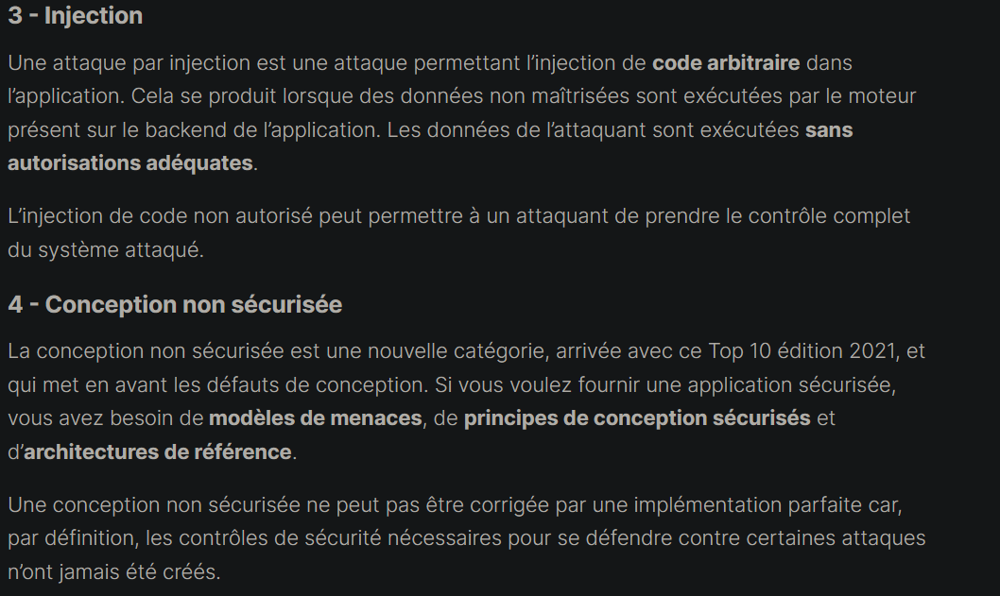 3 - Injection
Une attaque par injection est une attaque permettant l’injection de code arbitraire dans
l’application. Cela se produit lorsque des données non maîtrisées sont exécutées par le moteur
présent sur le backend de l’application. Les données de l’attaquant sont exécutées sans
autorisations adéquates.
L’injection de code non autorisé peut permettre à un attaquant de prendre le contrôle complet
du système attaqué.
4 - Conception non sécurisée
La conception non sécurisée est une nouvelle catégorie, arrivée avec ce Top 10 édition 2021, et
qui met en avant les défauts de conception. Si vous voulez fournir une application sécurisée,
vous avez besoin de modèles de menaces, de principes de conception sécurisés et
d’architectures de référence.
Une conception non sécurisée ne peut pas être corrigée par une implémentation parfaite car,
par définition, les contrôles de sécurité nécessaires pour se défendre contre certaines attaques
n’ont jamais été créés.